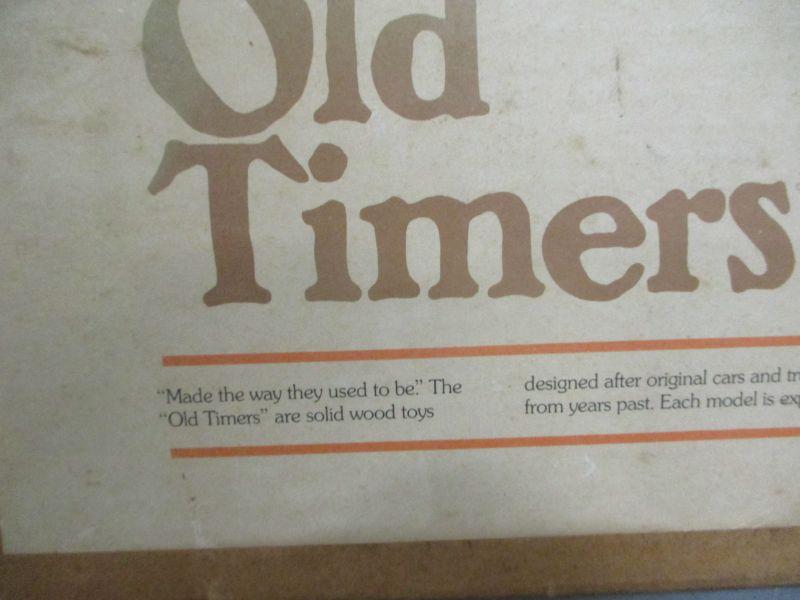 Old
Timers
"Made the way they used to be." The
"Old Timers" are solid wood toys
designed after original cars and
from years past. Each model is